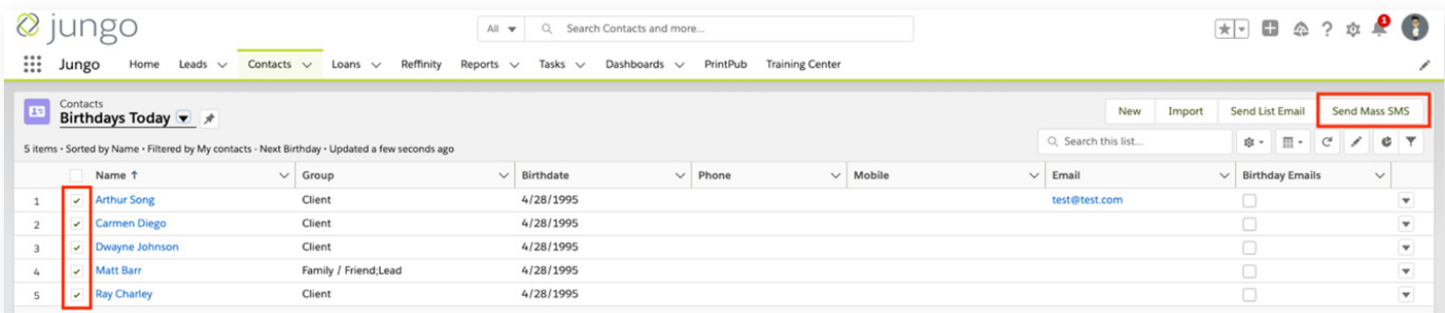 jungo
All
Search Contacts and more...
1
Jungo Home Leads Contacts Loans Reffinity Reports Tasks Dashboards PrintPub Training Center
Contacts
Birthdays Today
New Import Send List Email Send Mass SMS
5 items • Sorted by Name • Filtered by My contacts - Next Birthday • Updated a few seconds ago
Search this list...
Name ↑ Group Birthdate Phone Mobile Email Birthday Emails
1 Arthur Song Client 4/28/1995 test@test.com
2 Carmen Diego Client 4/28/1995
3 Dwayne Johnson Client 4/28/1995
4 Matt Barr Family / Friend;Lead 4/28/1995
5 Ray Charley Client 4/28/1995